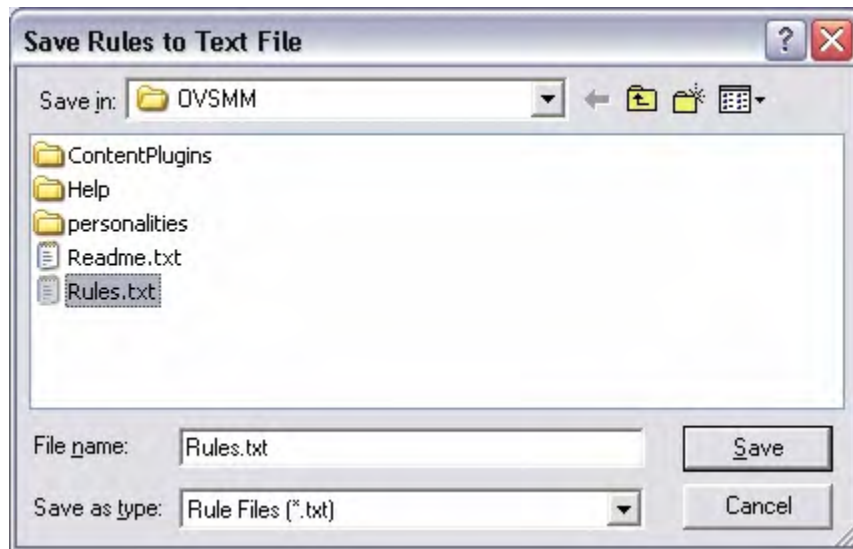 Save Rules to Text File
Save in: OVSMM
ContentPlugins
Help
personalities
Readme.txt
Rules.txt
File name: Rules.txt Save
Save as type: Rule Files (*.txt) Cancel